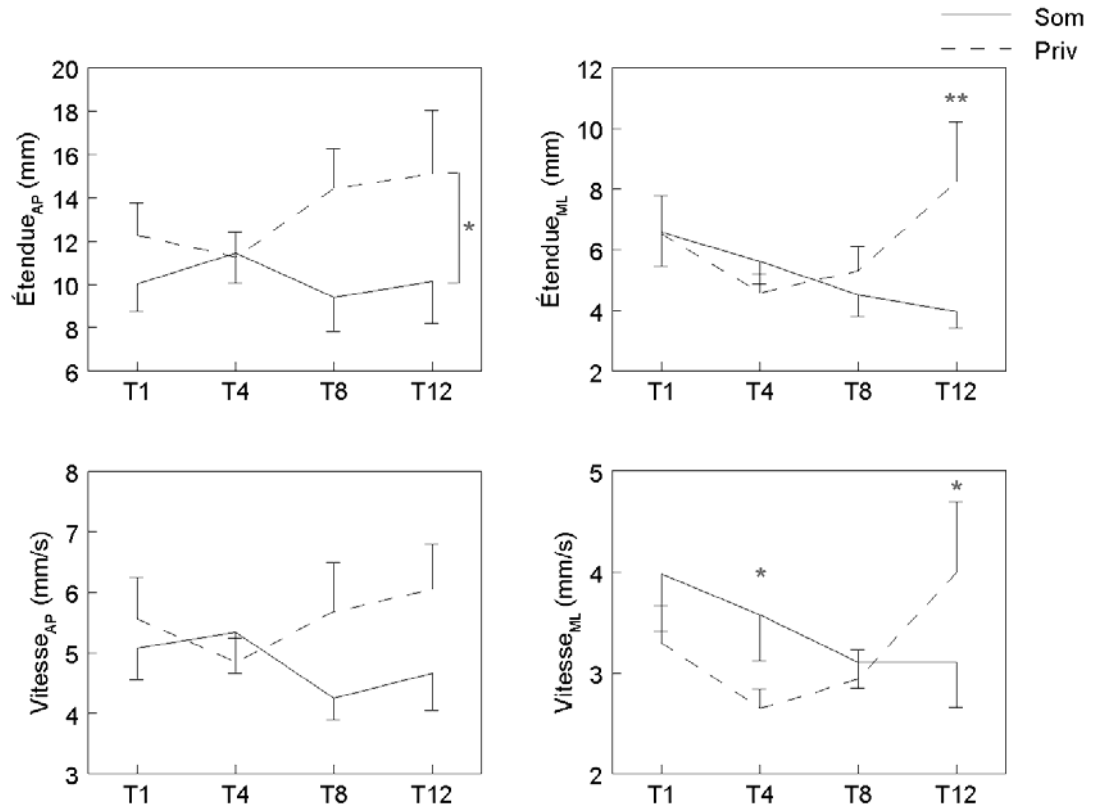 Som
Priv
Étendue_AP (mm)
20
18
16
14
12
10
8
6
*
T1 T4 T8 T12
Étendue_ML (mm)
12
10
8
6
4
2
**
T1 T4 T8 T12
Vitesse_AP (mm/s)
8
7
6
5
4
3
T1 T4 T8 T12
Vitesse_ML (mm/s)
5
4
3
2
*
*
T1 T4 T8 T12